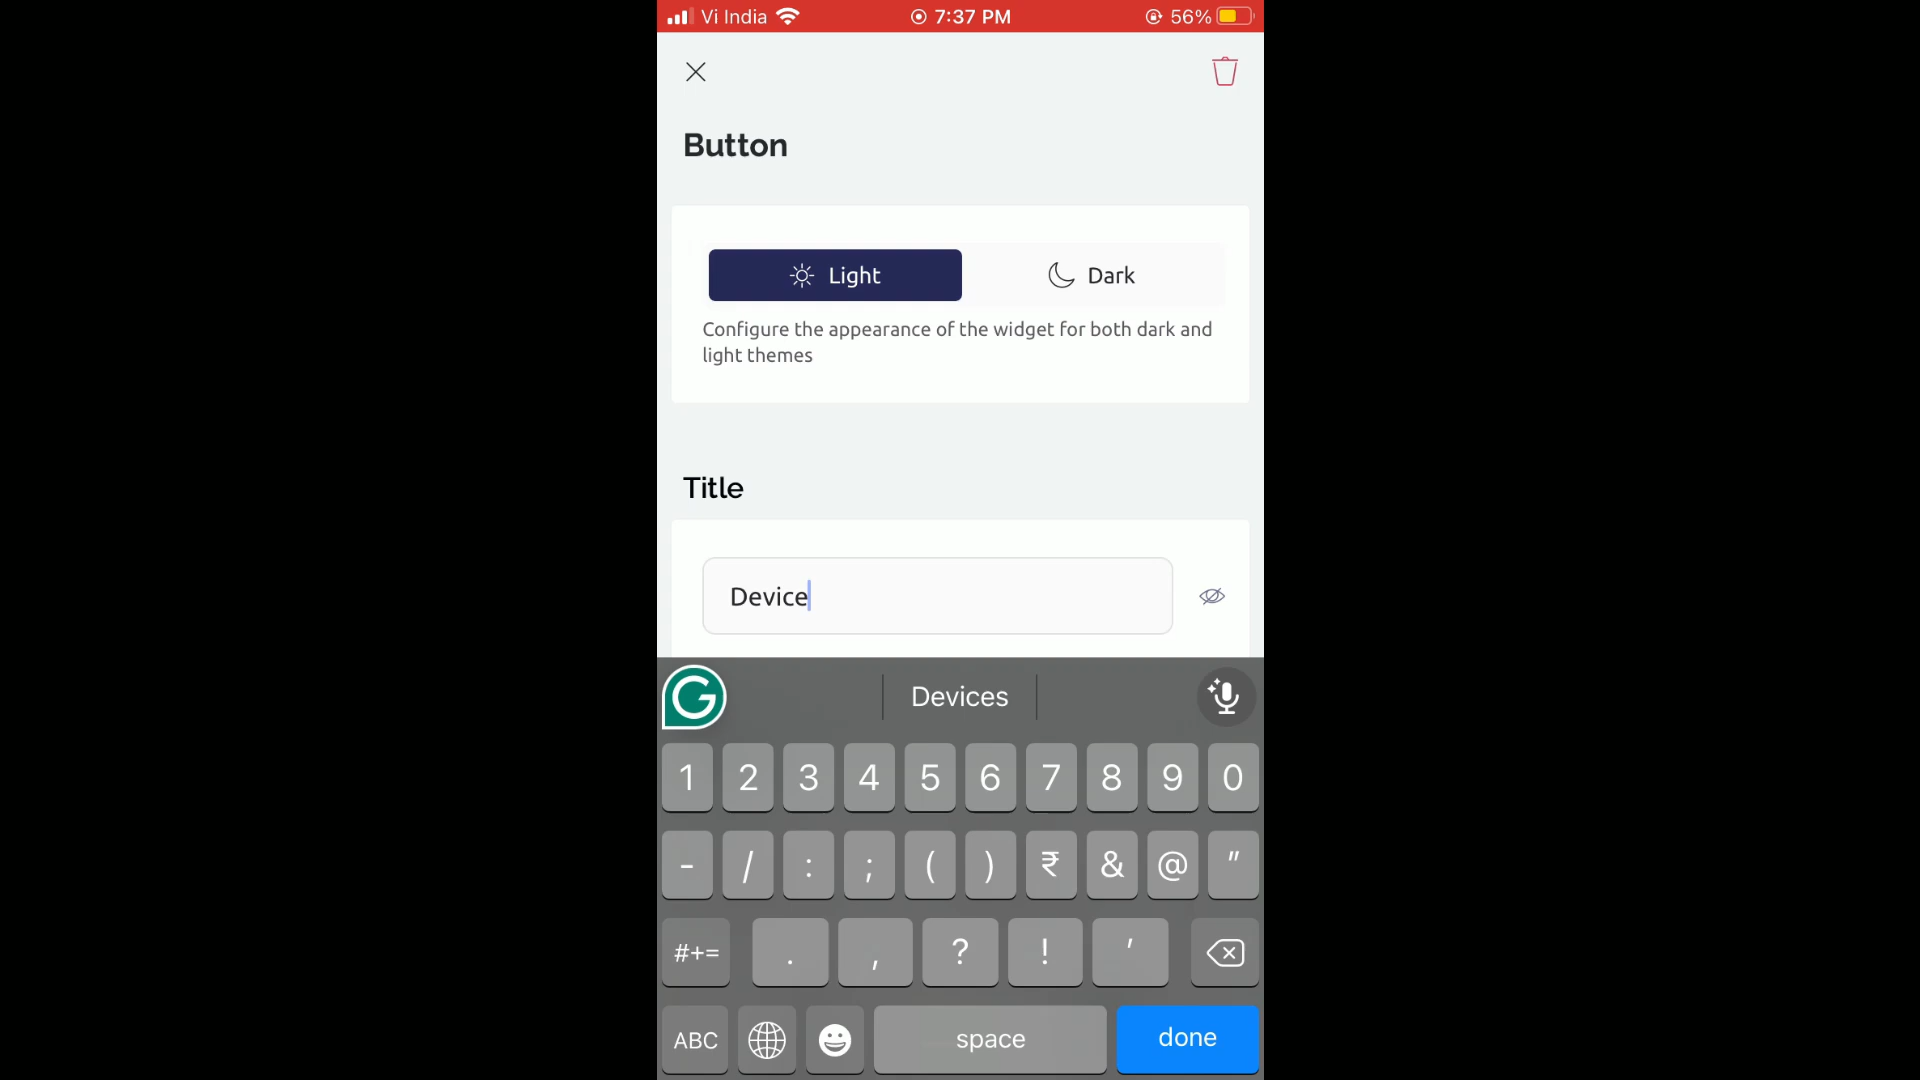 Vi India 7:37 PM 56%
Button
Light Dark
Configure the appearance of the widget for both dark and
light themes
Title
Device
G Devices
1 2 3 4 5 6 7 8 9 0
- / : ; ( ) ₹ & @ "
#+= . , ? ! '
ABC space done